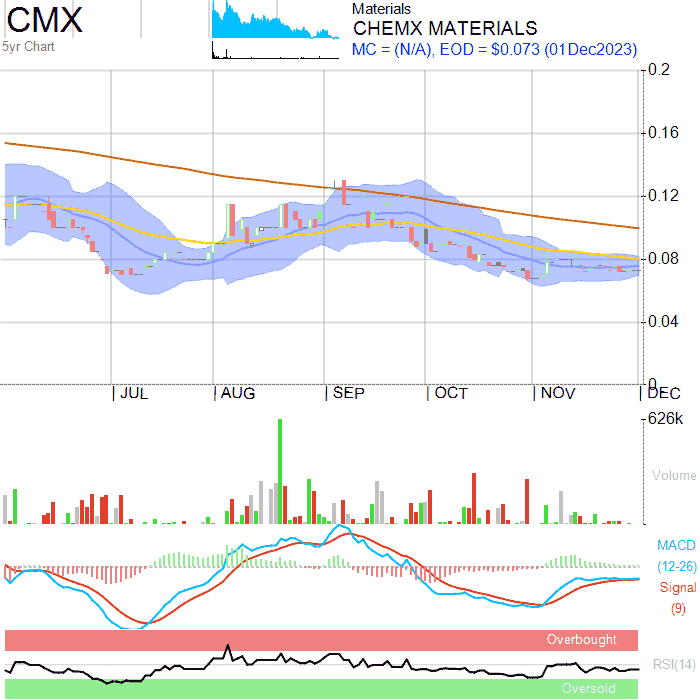 CMX
5yr Chart
Materials
CHEMX MATERIALS
MC = (N/A), EOD = $0.073 (01Dec2023)
0.2
0.16
0.12
0.08
0.04
0
JUL AUG SEP OCT NOV DEC
626k
Volume
MACD
(12-26)
Signal
(9)
Overbought
RSI(14)
Oversold